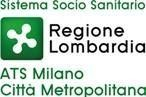 Sistema Socio Sanitario
Regione
Lombardia
ATS Milano
Città Metropolitana